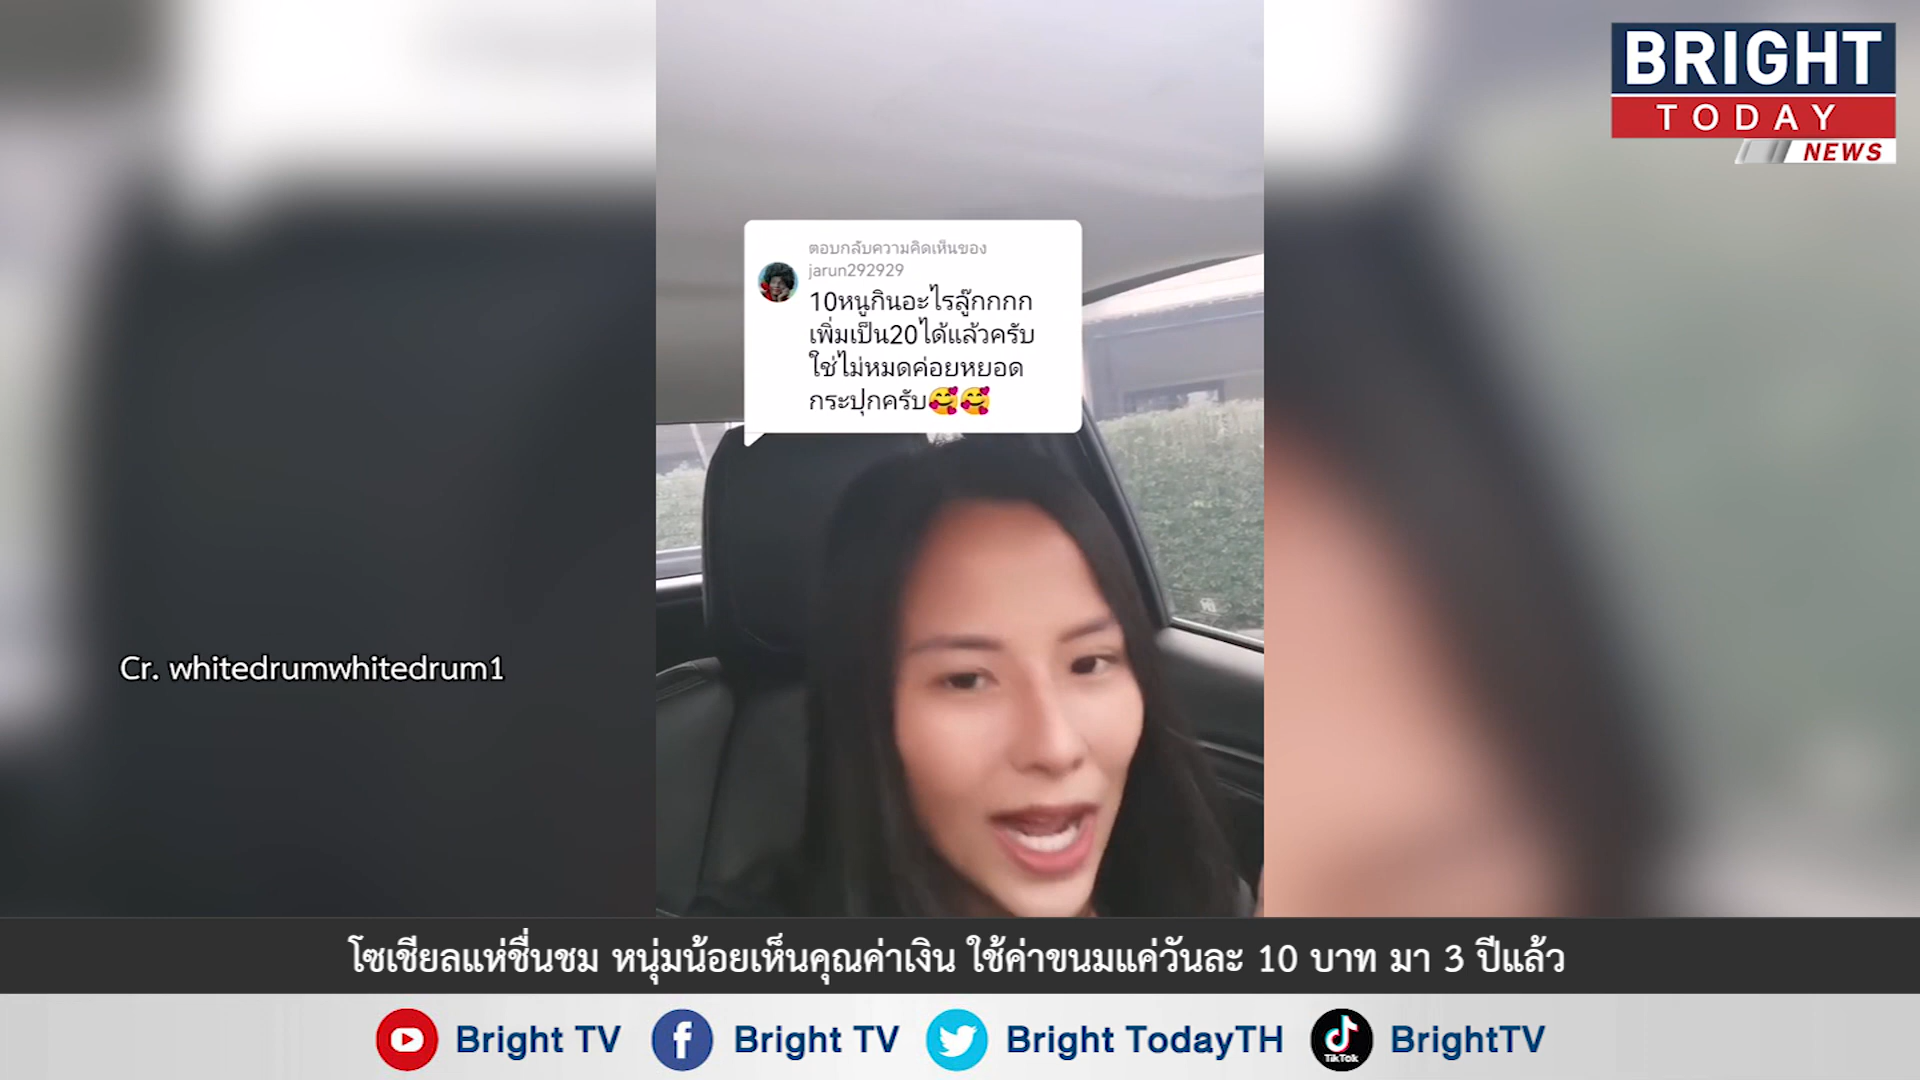 BRIGHT
TODAY
NEWS
ตอบกลับความคิดเห็นของ
jarun292929
10หนูกินอะไรลู๊กกกก
เพิ่มเป็น20ได้แล้วครับ
ใช่ไม่หมดค่อยหยอด
กระปุกครับ🥰🥰
Cr. whitedrumwhitedrum1
โซเชียลแห่ชื่นชม หนุ่มน้อยเห็นคุณค่าเงิน ใช้ค่าขนมแค่วันละ 10 บาท มา 3 ปีแล้ว
Bright TV Bright TV Bright TodayTH TikTok BrightTV